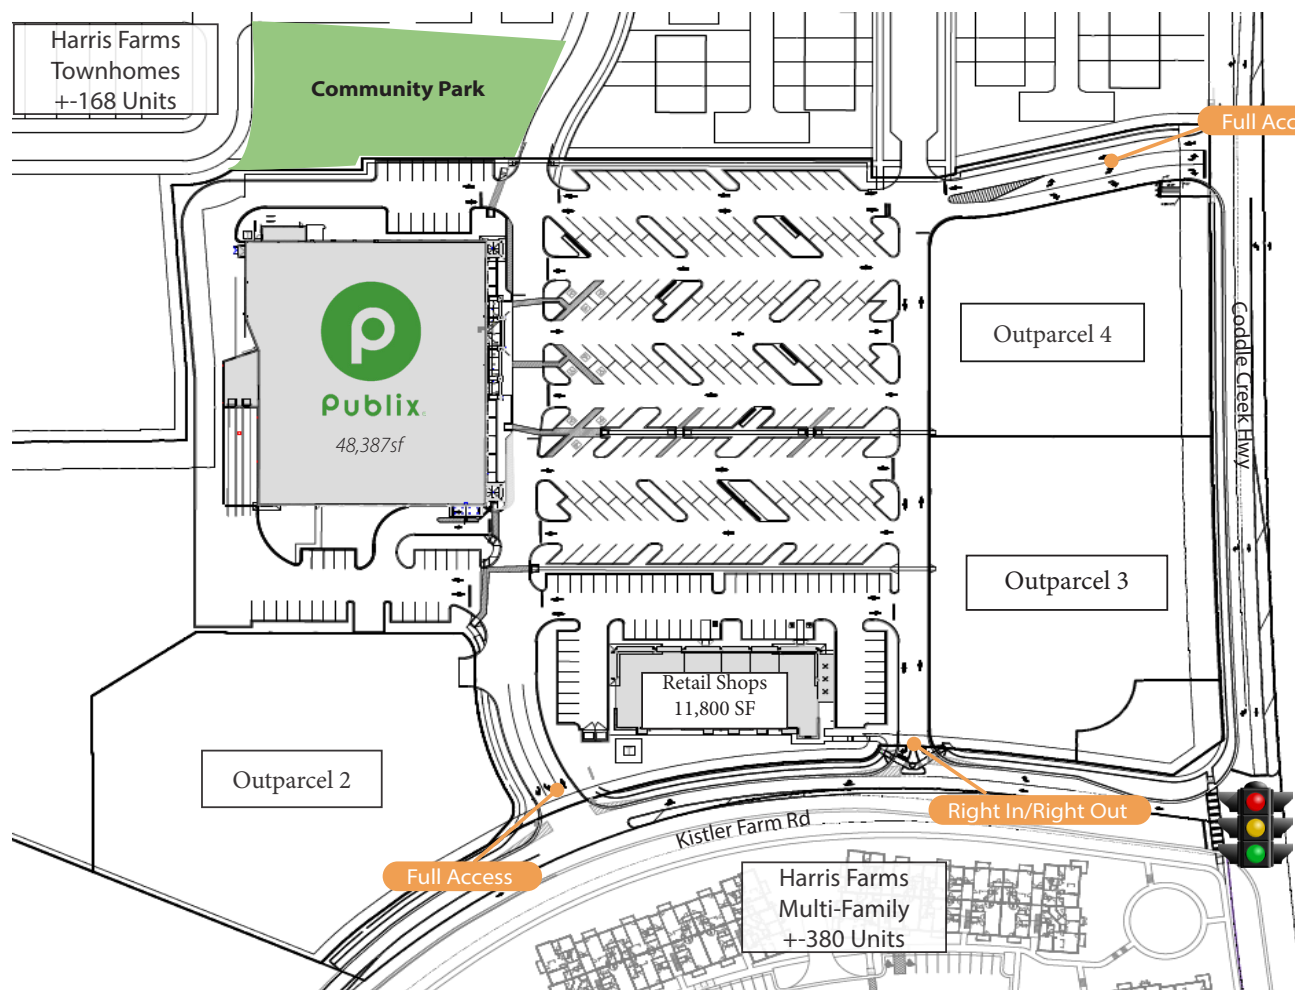 Harris Farms
Townhomes
+-168 Units
Community Park
Full Acc
Publix
48,387sf
Outparcel 4
Coddle Creek Hwy
Outparcel 3
Retail Shops
11,800 SF
Outparcel 2
Right In/Right Out
Kistler Farm Rd
Full Access
Harris Farms
Multi-Family
+-380 Units